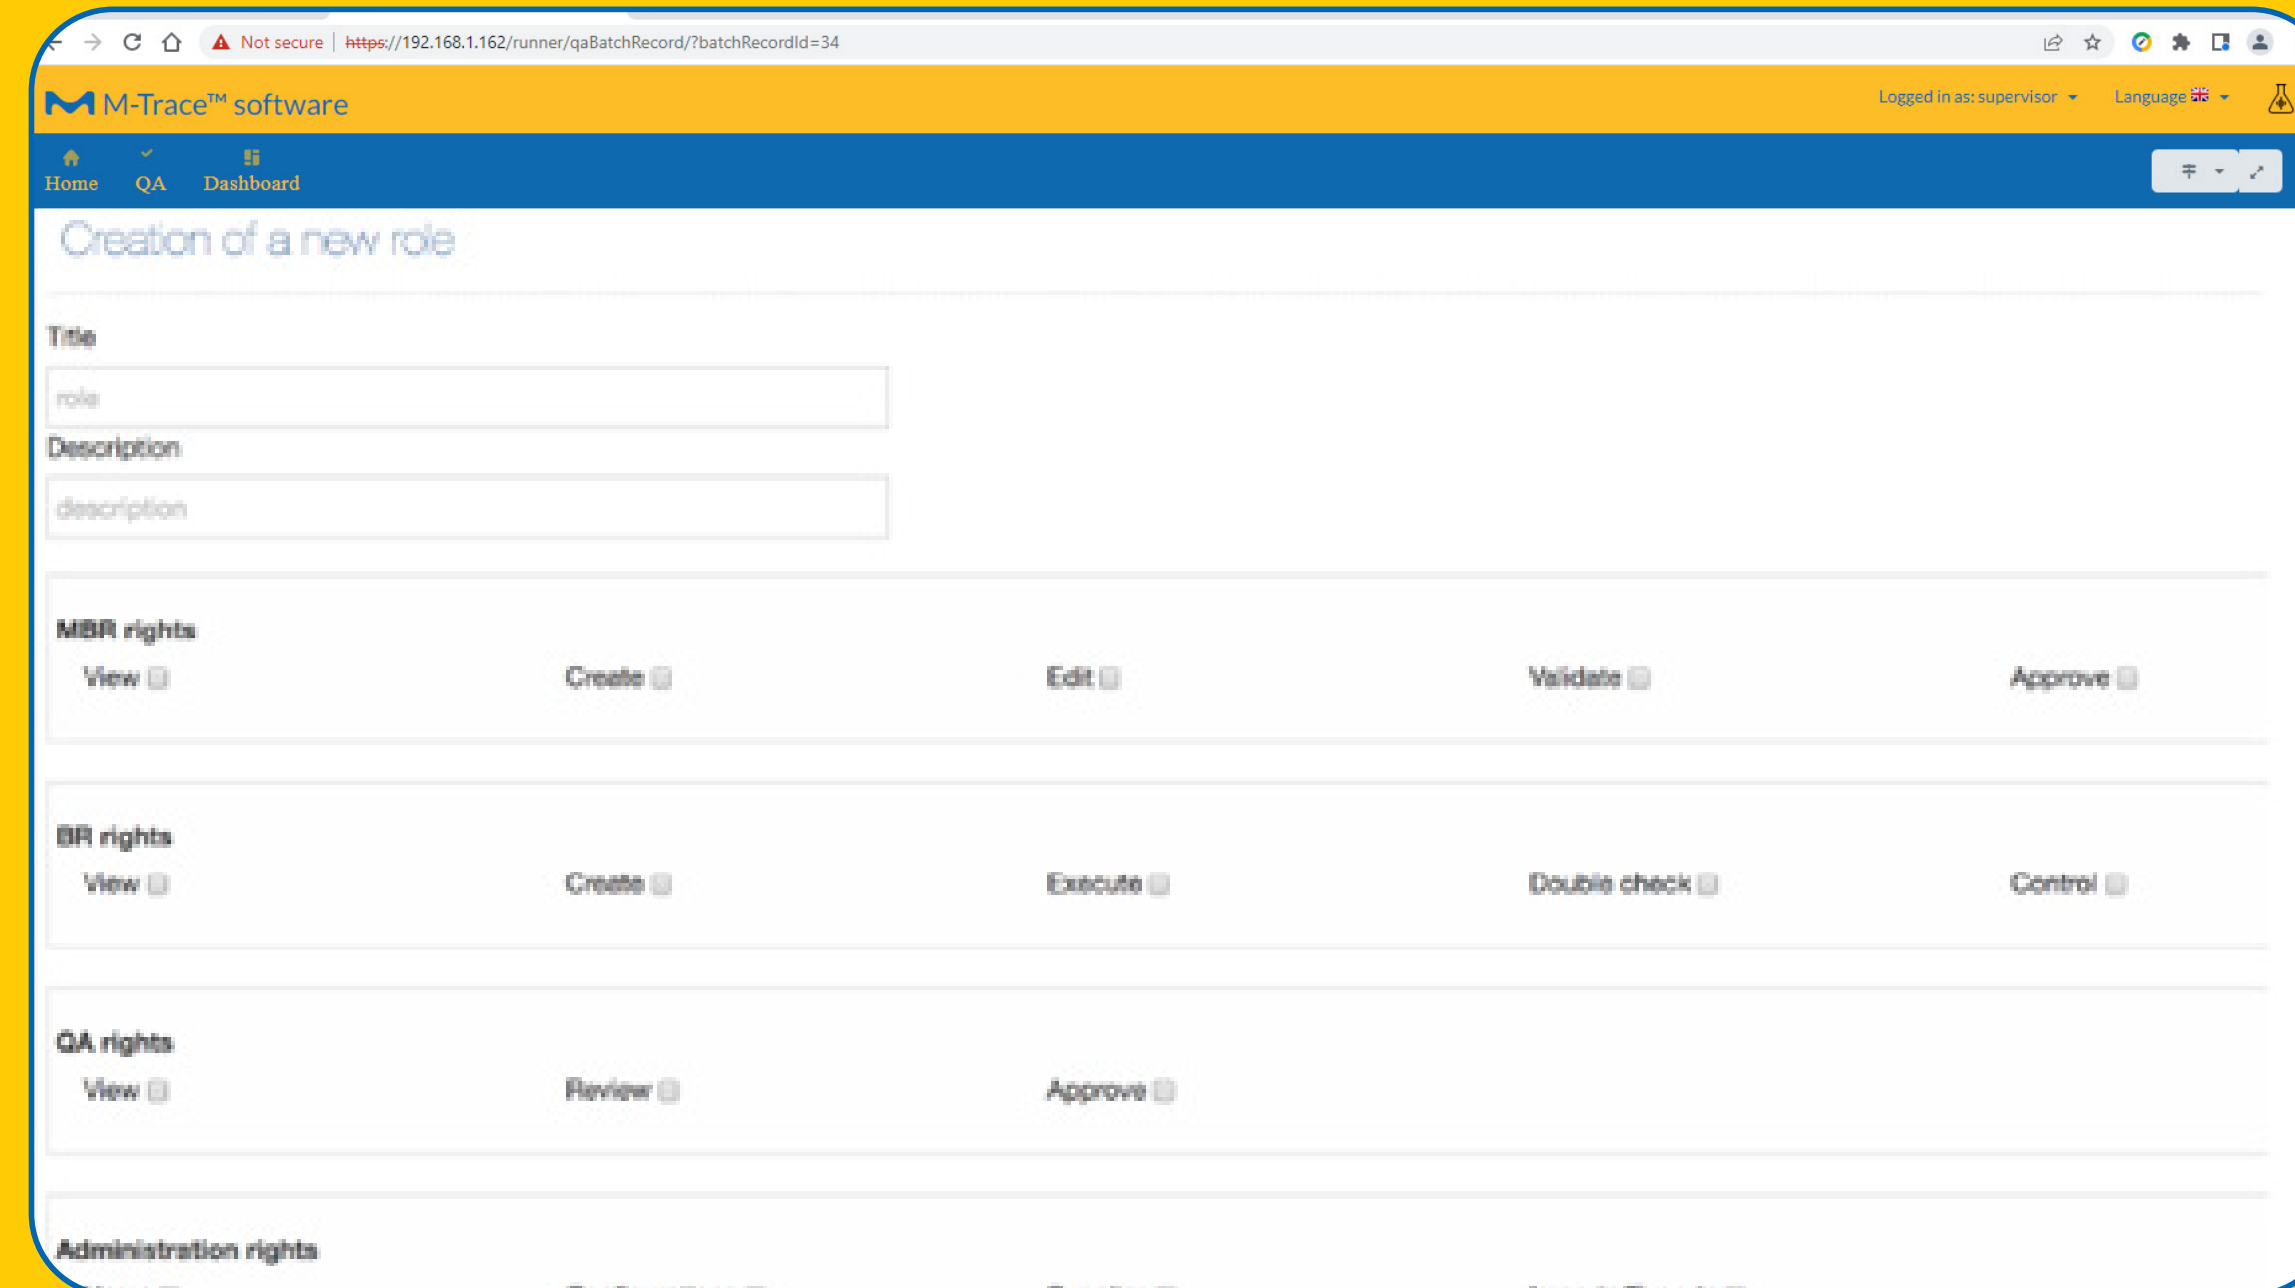 Not secure | https://192.168.1.162/runner/qaBatchRecord/?batchRecordId=34
M-Trace™ software
Logged in as: supervisor Language
Home QA Dashboard
Creation of a new role
Title
role
Description
description
MBR rights
View Create Edit Validate Approve
BR rights
View Create Execute Double check Control
QA rights
View Review Approve
Administration rights